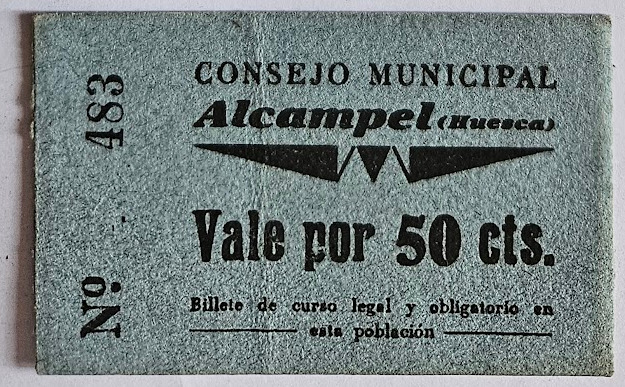 Nº 483
CONSEJO MUNICIPAL
Alcampel (Huesca)
Vale por 50 cts.
Billete de curso legal y obligatorio en
esta población